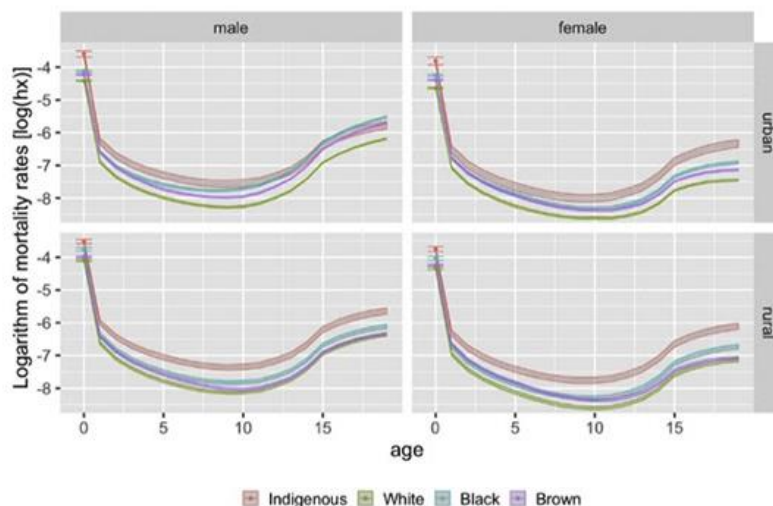 male female
-4
-5
-6
-7
-8
urban
-4
-5
-6
-7
-8
rural
0 5 10 15 0 5 10 15
Logarithm of mortality rates [log(hx)]
age
Indigenous White Black Brown